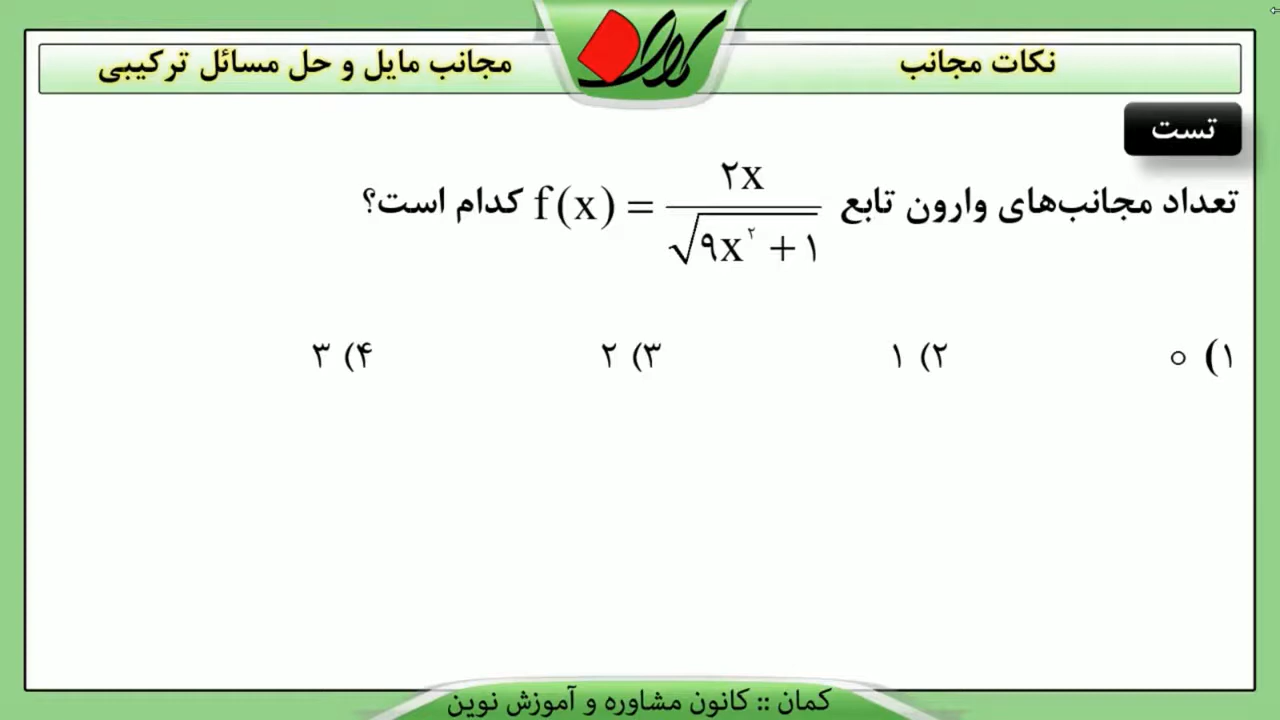 نکات مجانب
کمان
مجانب مایل و حل مسائل ترکیبی
تست
تعداد مجانب‌های وارون تابع f(x) = ۲x / √(۹x² + ۱) کدام است؟
۱) ۰ ۲) ۱ ۳) ۲ ۴) ۳
کمان :: کانون مشاوره و آموزش نوین